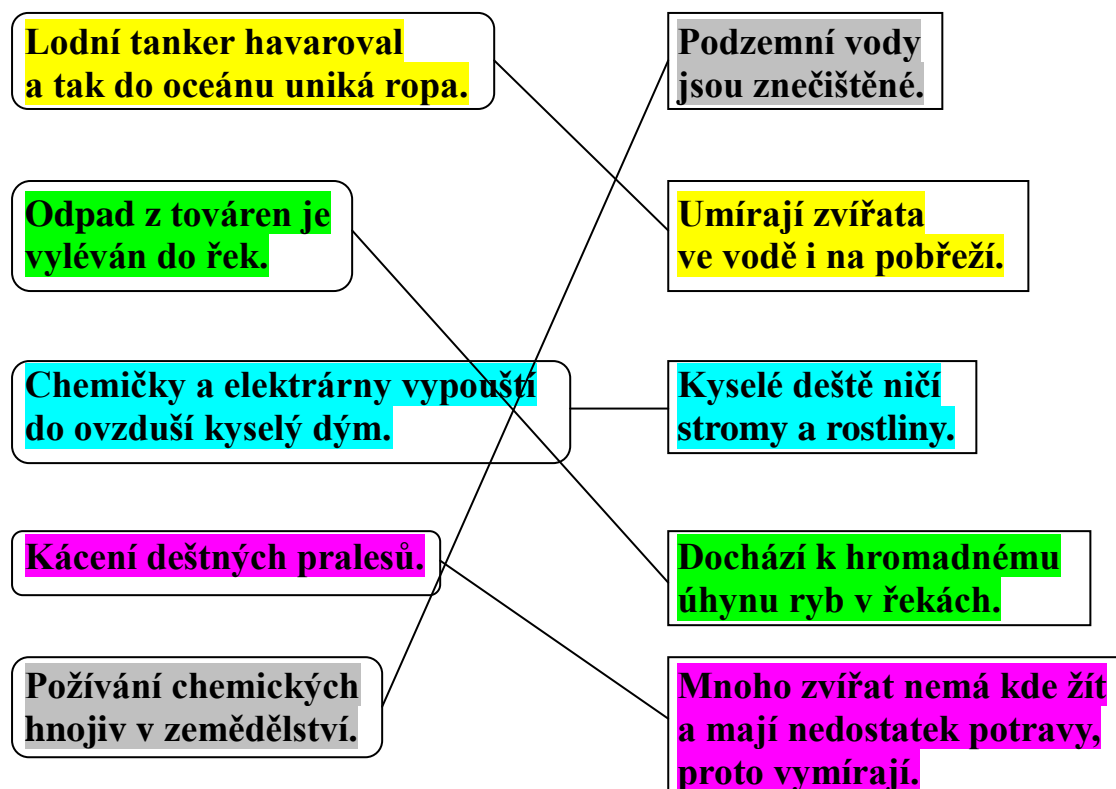 Lodní tanker havaroval
a tak do oceánu uniká ropa.
Podzemní vody
jsou znečištěné.
Odpad z továren je
vyléván do řek.
Umírají zvířata
ve vodě i na pobřeží.
Chemičky a elektrárny vypouští
do ovzduší kyselý dým.
Kyselé deště ničí
stromy a rostliny.
Kácení deštných pralesů.
Dochází k hromadnému
úhynu ryb v řekách.
Požívání chemických
hnojiv v zemědělství.
Mnoho zvířat nemá kde žít
a mají nedostatek potravy,
proto vymírají.